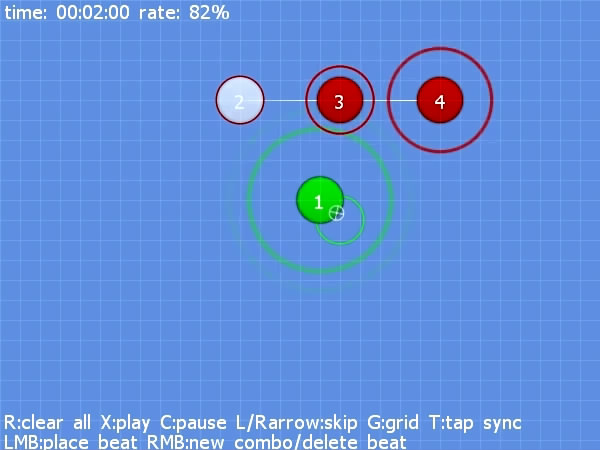 time: 00:02:00 rate: 82%
2 3 4
1
R:clear all X:play C:pause L/Rarrow:skip G:grid T:tap sync
LMB:place beat RMB:new combo/delete beat